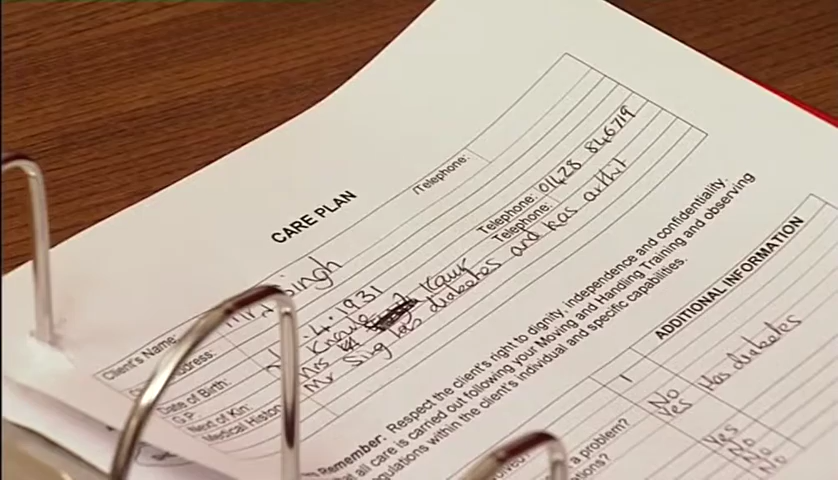 CARE PLAN
Client's Name: Singh Telephone:
Address:
Date of Birth: .4.1931
G.P. Telephone: 01428 846719
Next of Kin: Mrs Kaur Telephone:
Medical History: Mr Singh has diabetes and has arthit
Remember: Respect the client's right to dignity, independence and confidentiality.
all care is carried out following your Moving and Handling Training and observing
regulations within the client's individual and specific capabilities.
ADDITIONAL INFORMATION
No Has diabetes
Yes
a problem? Yes
No
No
No